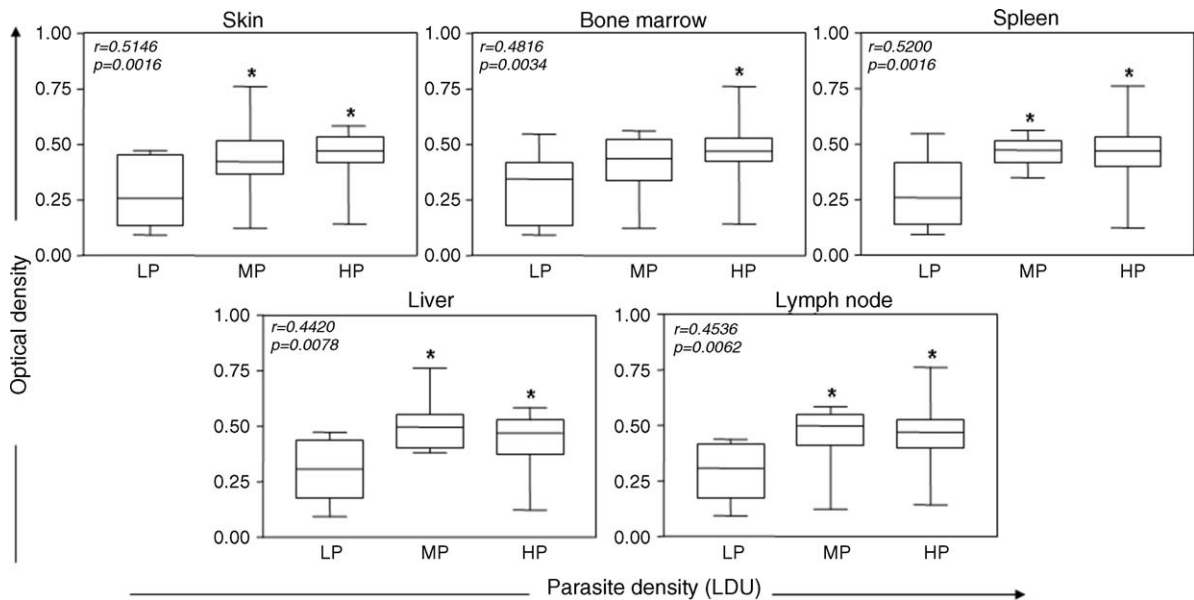 Skin
r=0.5146
p=0.0016
*
*
1.00
0.75
0.50
0.25
0.00
LP MP HP
Bone marrow
r=0.4816
p=0.0034
*
1.00
0.75
0.50
0.25
0.00
LP MP HP
Spleen
r=0.5200
p=0.0016
*
*
1.00
0.75
0.50
0.25
0.00
LP MP HP
Optical density
Liver
r=0.4420
p=0.0078
*
*
1.00
0.75
0.50
0.25
0.00
LP MP HP
Lymph node
r=0.4536
p=0.0062
*
*
1.00
0.75
0.50
0.25
0.00
LP MP HP
Parasite density (LDU)